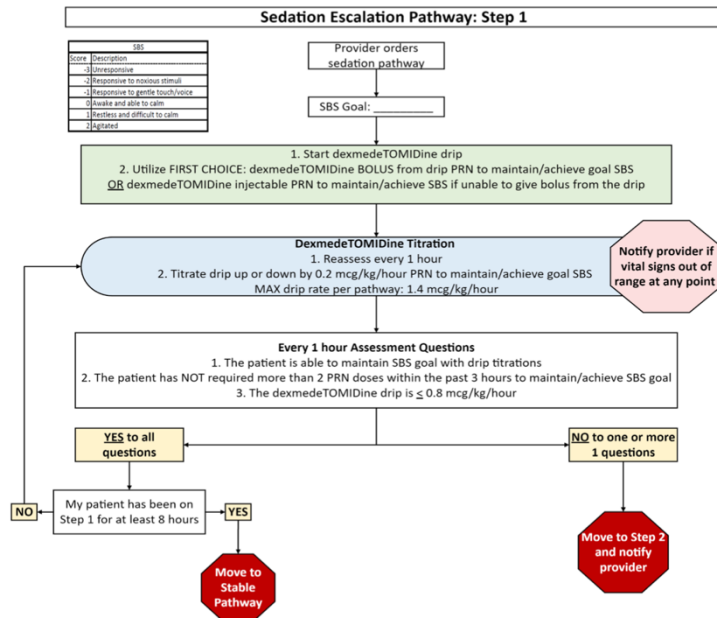 Sedation Escalation Pathway: Step 1
SBS
Score Description
-3 Unresponsive
-2 Responsive to noxious stimuli
-1 Responsive to gentle touch/voice
0 Awake and able to calm
1 Restless and difficult to calm
2 Agitated
Provider orders
sedation pathway
SBS Goal: __________
1. Start dexmedeTOMIDine drip
2. Utilize FIRST CHOICE: dexmedeTOMIDine BOLUS from drip PRN to maintain/achieve goal SBS
OR dexmedeTOMIDine injectable PRN to maintain/achieve SBS if unable to give bolus from the drip
DexmedeTOMIDine Titration
1. Reassess every 1 hour
2. Titrate drip up or down by 0.2 mcg/kg/hour PRN to maintain/achieve goal SBS
MAX drip rate per pathway: 1.4 mcg/kg/hour
Notify provider if
vital signs out of
range at any point
Every 1 hour Assessment Questions
1. The patient is able to maintain SBS goal with drip titrations
2. The patient has NOT required more than 2 PRN doses within the past 3 hours to maintain/achieve SBS goal
3. The dexmedeTOMIDine drip is ≤ 0.8 mcg/kg/hour
YES to all
questions
NO to one or more
1 questions
NO
My patient has been on
Step 1 for at least 8 hours
YES
Move to
Stable
Pathway
Move to Step 2
and notify
provider